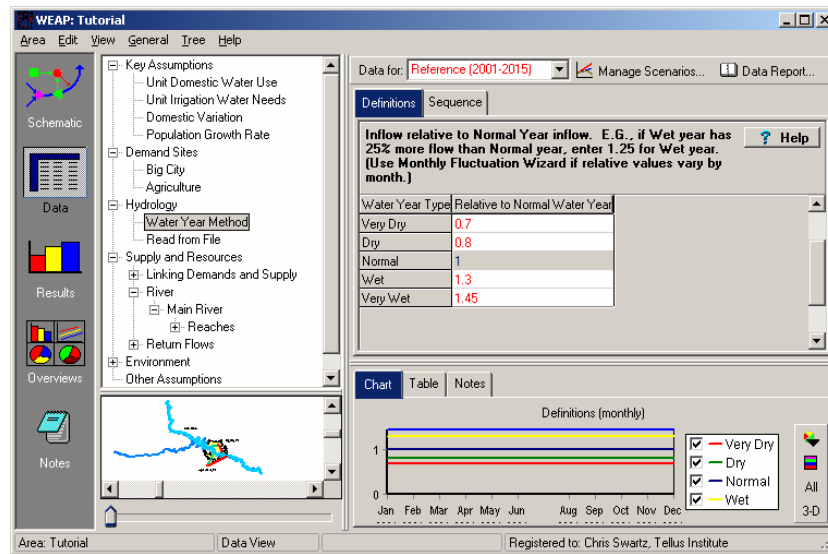 WEAP: Tutorial
Area Edit View General Tree Help
Schematic
Data
Results
Overviews
Notes
Key Assumptions
Unit Domestic Water Use
Unit Irrigation Water Needs
Domestic Variation
Population Growth Rate
Demand Sites
Big City
Agriculture
Hydrology
Water Year Method
Read from File
Supply and Resources
Linking Demands and Supply
River
Main River
Reaches
Return Flows
Environment
Other Assumptions
Data for: Reference (2001-2015) Manage Scenarios... Data Report...
Definitions Sequence
Inflow relative to Normal Year inflow. E.G., if Wet year has
25% more flow than Normal year, enter 1.25 for Wet year.
(Use Monthly Fluctuation Wizard if relative values vary by
month.)
? Help
Water Year Type Relative to Normal Water Year
Very Dry 0.7
Dry 0.8
Normal 1
Wet 1.3
Very Wet 1.45
Chart Table Notes
Definitions (monthly)
1
0
Jan Feb Mar Apr May Jun Aug Sep Oct Nov Dec
Very Dry
Dry
Normal
Wet
All
3-D
Area: Tutorial Data View Registered to: Chris Swartz, Tellus Institute